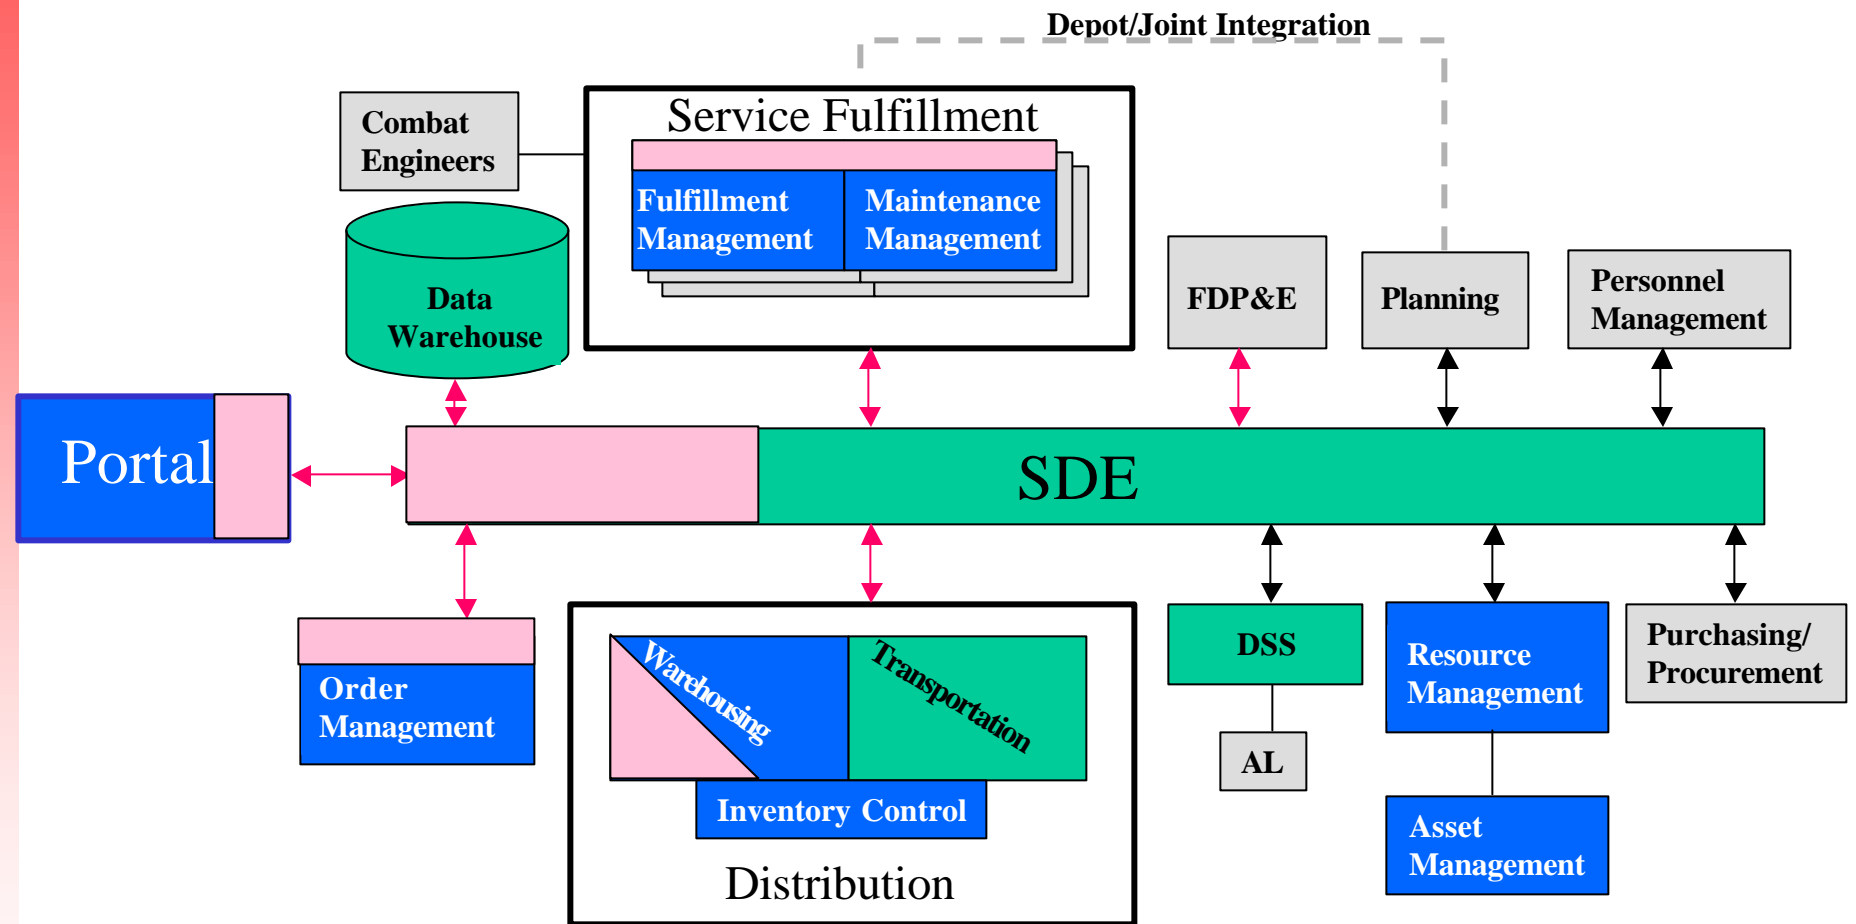 Depot/Joint Integration
Combat
Engineers
Service Fulfillment
Fulfillment
Management
Maintenance
Management
Data
Warehouse
FDP&E
Planning
Personnel
Management
Portal
SDE
Order
Management
Warehousing
Transportation
Inventory Control
Distribution
DSS
AL
Resource
Management
Asset
Management
Purchasing/
Procurement